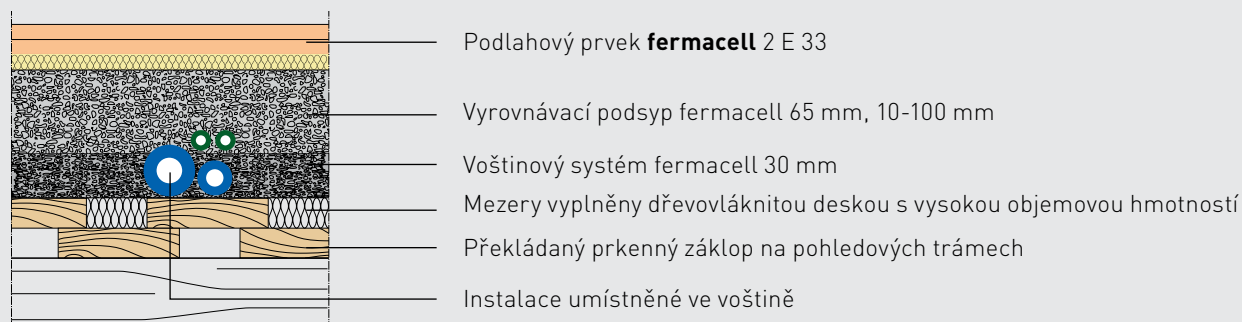 Podlahový prvek fermacell 2 E 33
Vyrovnávací podsyp fermacell 65 mm, 10-100 mm
Voštinový systém fermacell 30 mm
Mezery vyplněny dřevovláknitou deskou s vysokou objemovou hmotností
Překládaný prkenný záklop na pohledových trámech
Instalace umístněné ve voštině